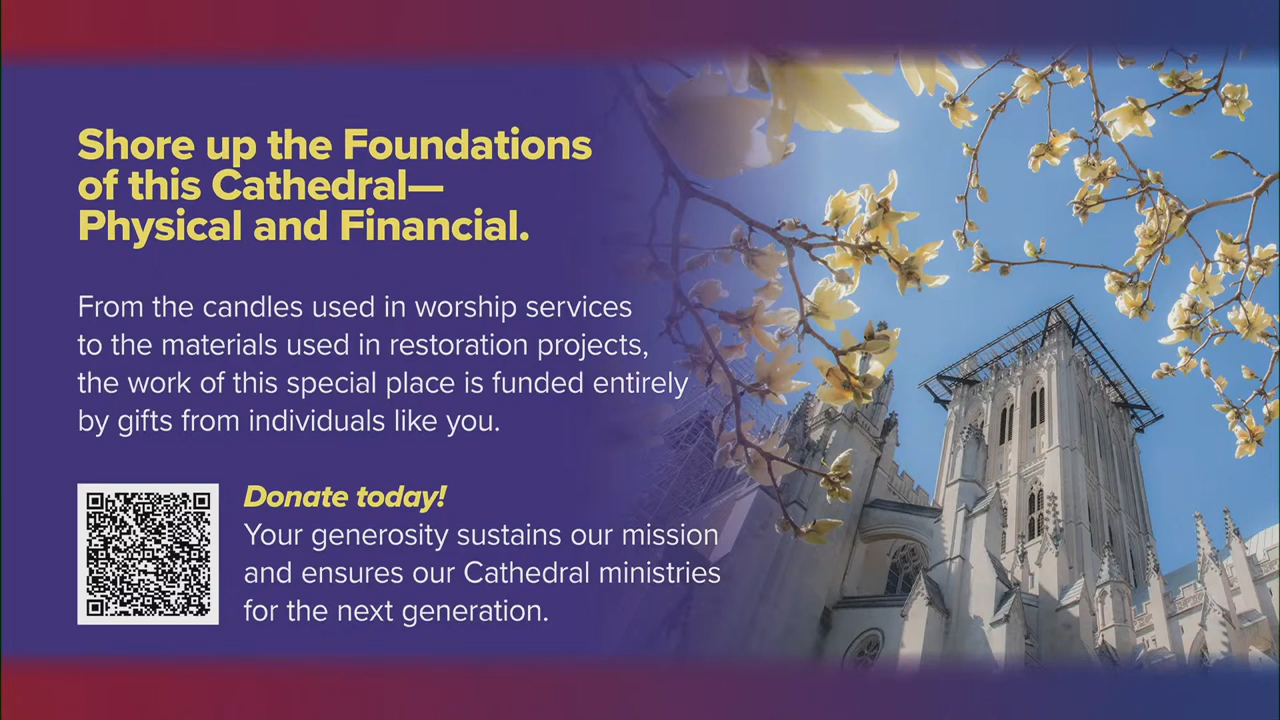 Shore up the Foundations
of this Cathedral—
Physical and Financial.
From the candles used in worship services
to the materials used in restoration projects,
the work of this special place is funded entirely
by gifts from individuals like you.
Donate today!
Your generosity sustains our mission
and ensures our Cathedral ministries
for the next generation.